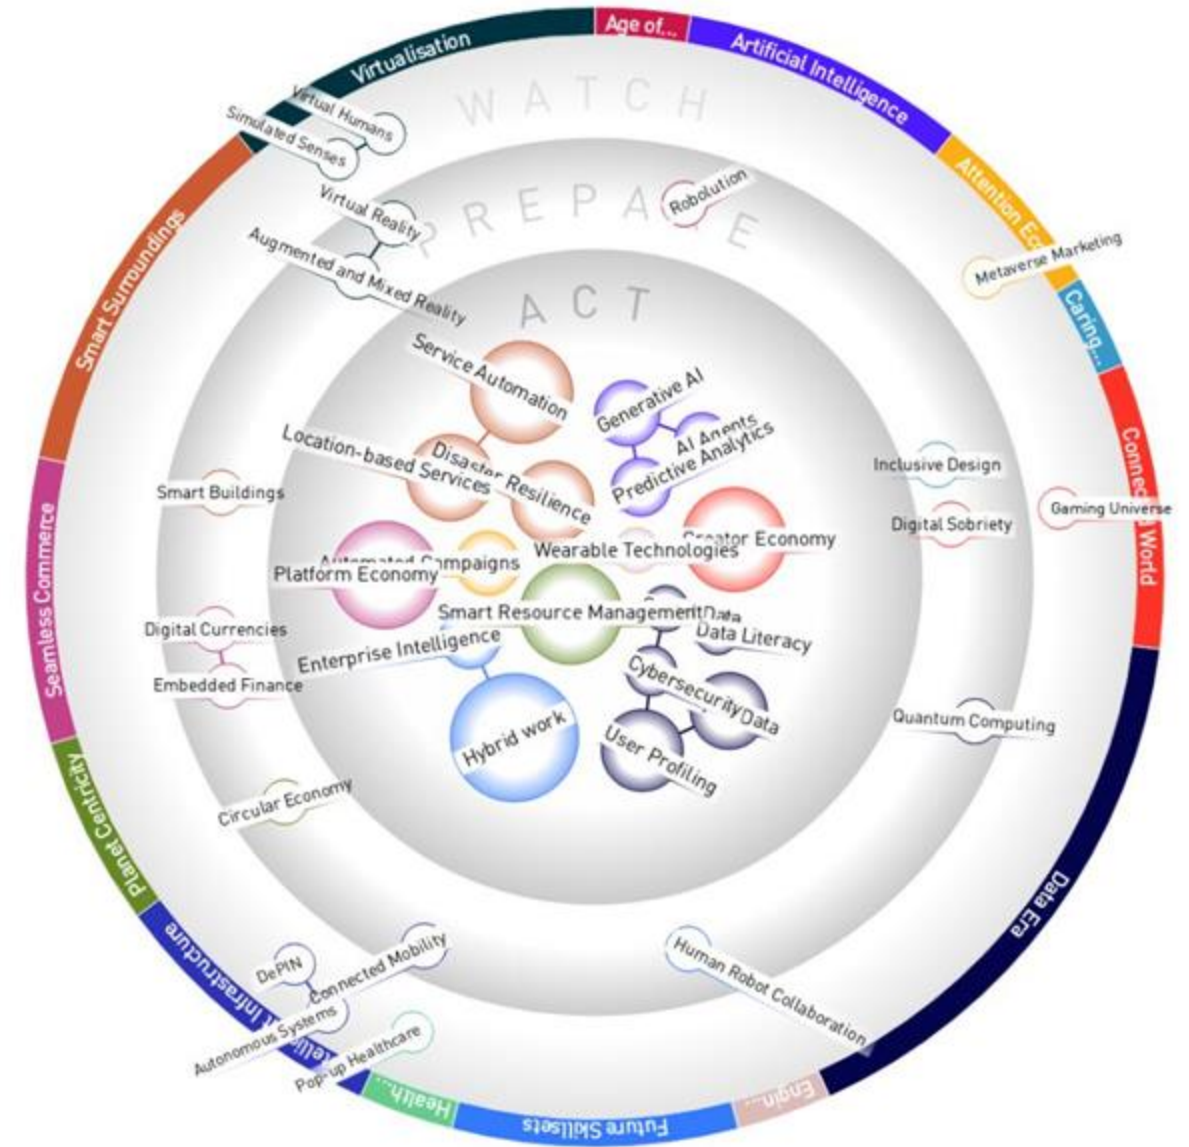 Age of...
Virtualisation
Artificial Intelligence
WATCH
Virtual Humans
Simulated Senses
Attention Ec
Smart Surroundings
Virtual Reality
PREPARE
Robolution
Augmented and Mixed Reality
Metaverse Marketing
Caring...
ACT
Service Automation
Generative AI
AI Agents
Predictive Analytics
Location-based Services
Disaster Resilience
Inclusive Design
Connec
d World
Smart Buildings
Digital Sobriety
Gaming Universe
Seamless Commerce
Wearable Technologies
Creator Economy
Automated Campaigns
Platform Economy
Smart Resource Management
Data
Digital Currencies
Enterprise Intelligence
Data Literacy
Embedded Finance
Cybersecurity
Data
Quantum Computing
Hybrid work
User Profiling
Planet Centricity
Circular Economy
Data Era
Connected Mobility
DePIN
Human Robot Collaboration
Infrastructure
Autonomous Systems
Pop-up Healthcare
Health...
Engin...
Future Skillsets